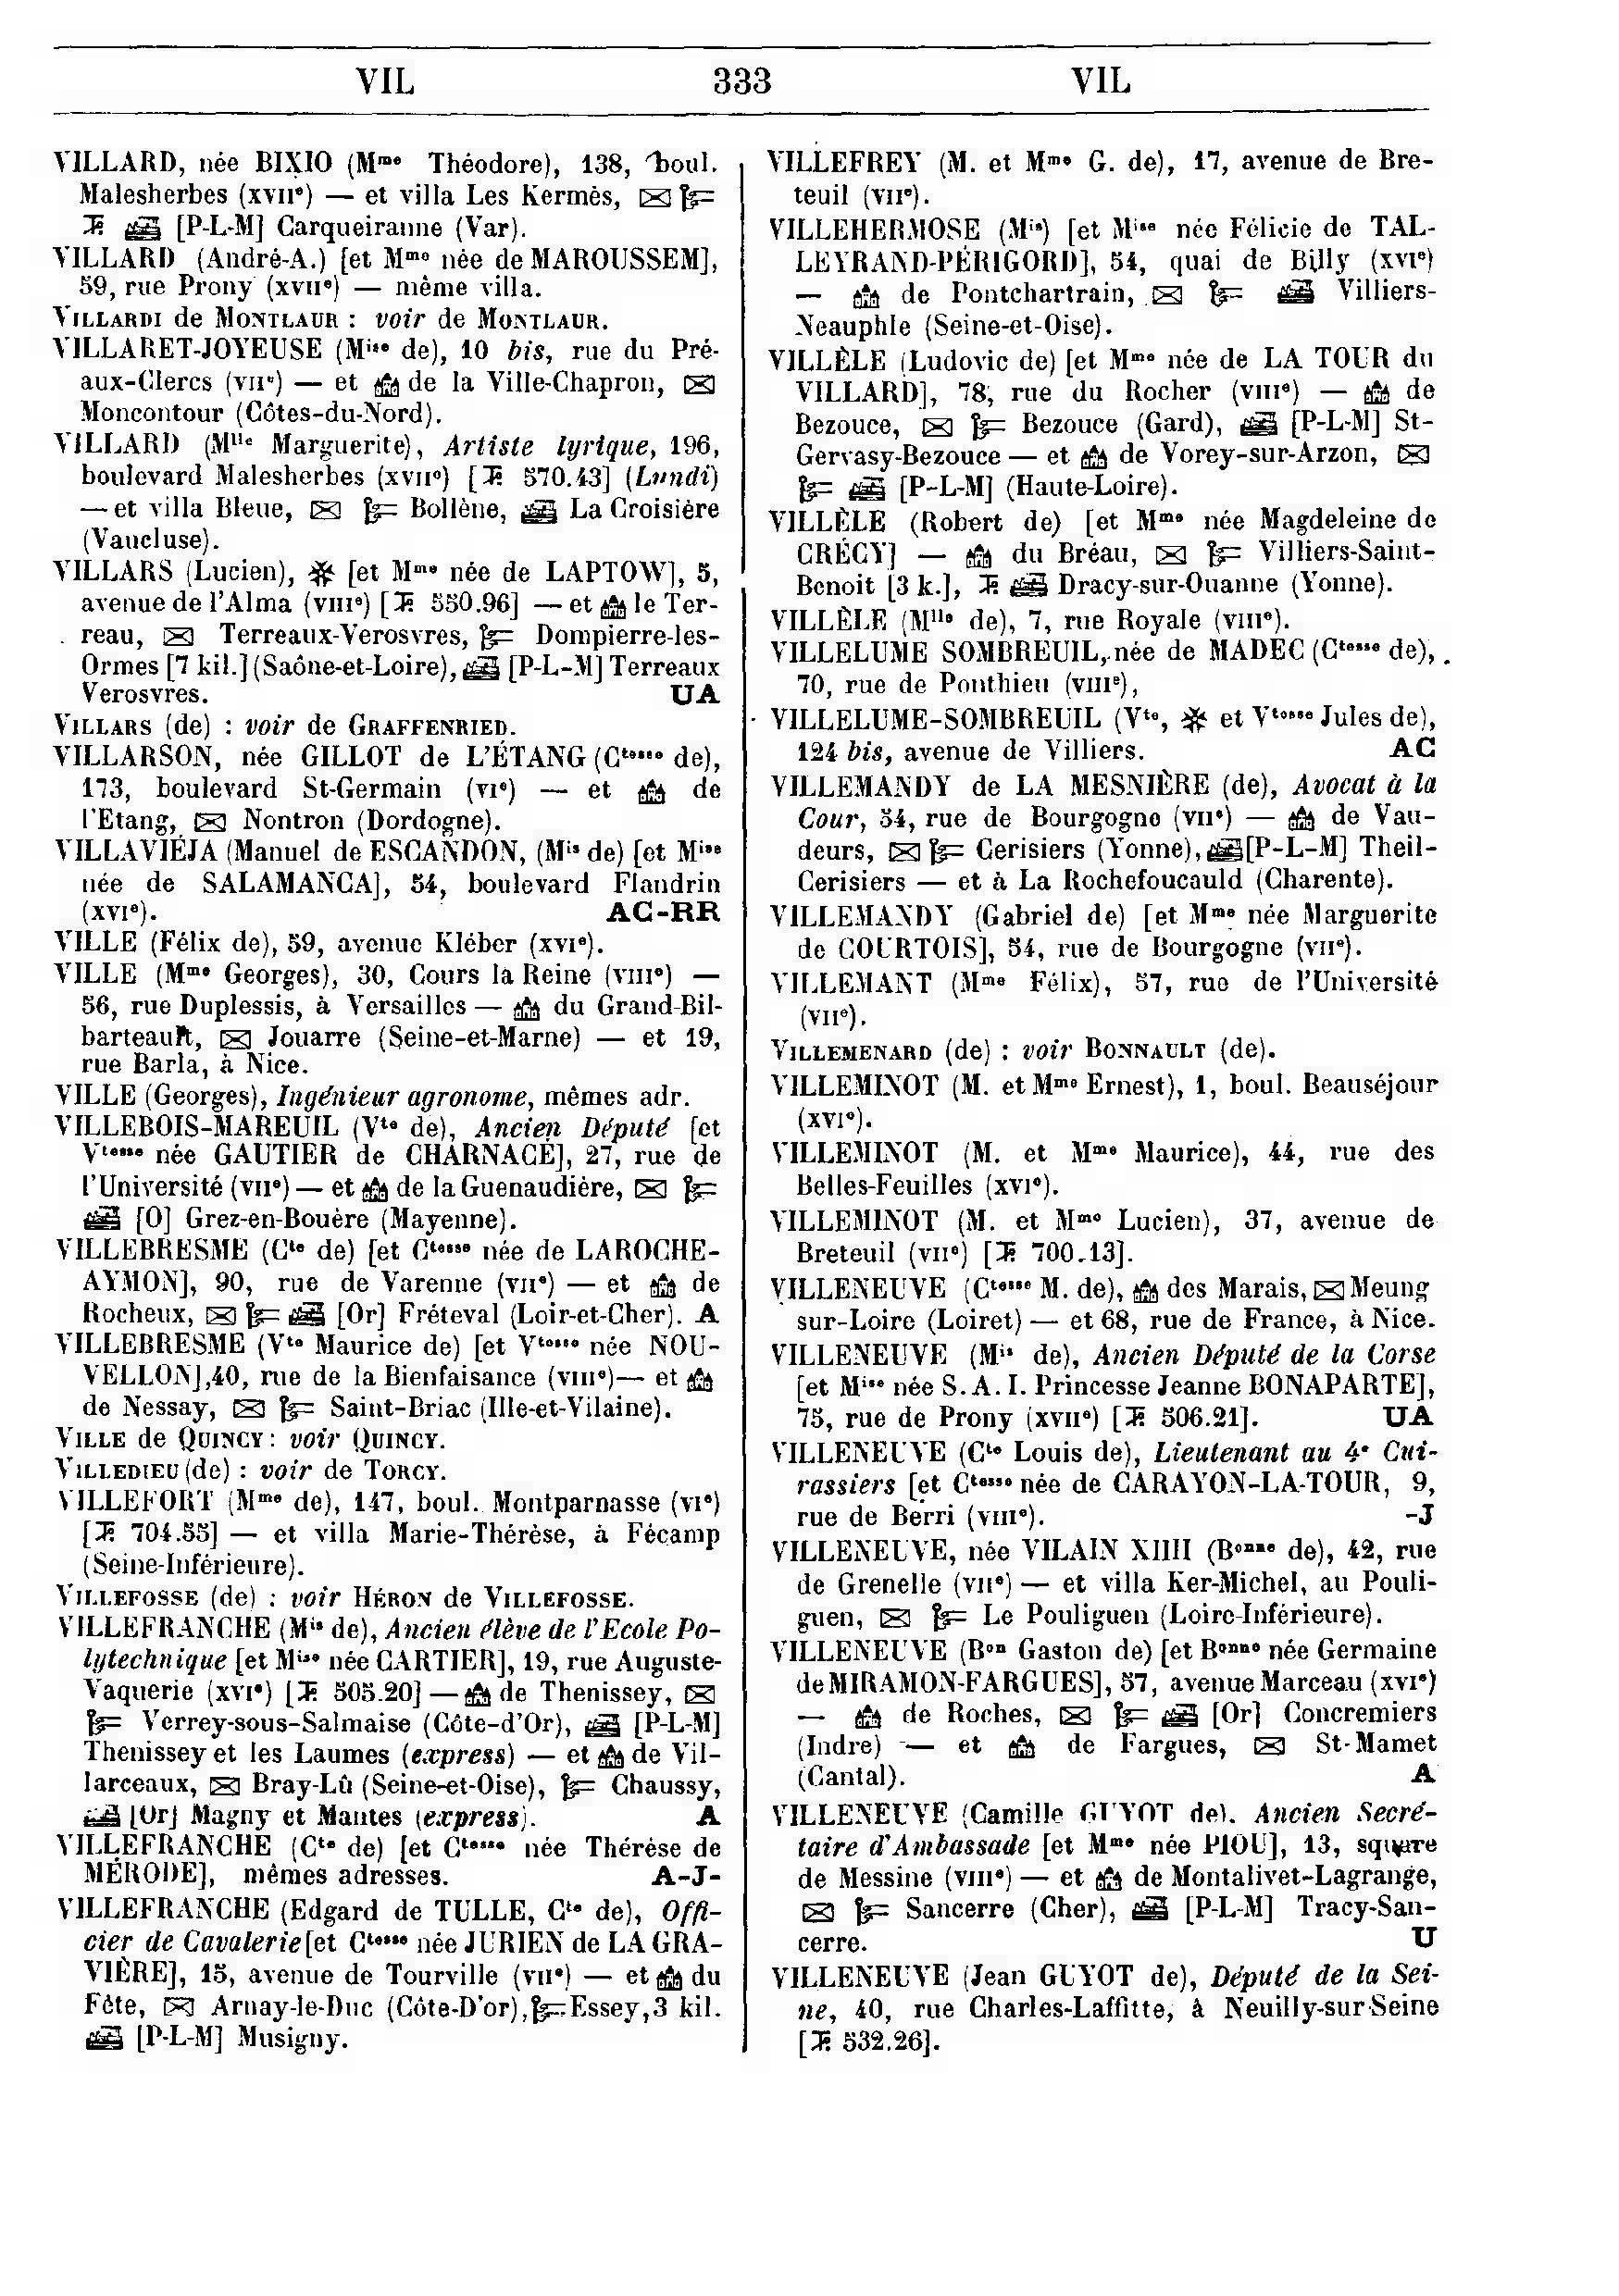 VIL 333 VIL
VILLARD, née BIXIO (Mme Théodore), 138, boul.
Malesherbes (XVIIe) — et villa Les Kermès,
[P-L-M] Carqueiranne (Var).
VILLARD (André-A.) [et Mme née de MAROUSSEM],
59, rue Prony (XVIIe) — même villa.
VILLARDI de MONTLAUR : voir de MONTLAUR.
VILLARET-JOYEUSE (Mise de), 10 bis, rue du Pré-
aux-Clercs (VIIe) — et de la Ville-Chapron,
Moncontour (Côtes-du-Nord).
VILLARD (Mlle Marguerite), Artiste lyrique, 196,
boulevard Malesherbes (XVIIe) [T. 570.43] (Lundi)
— et villa Bleue, Bollène, La Croisière
(Vaucluse).
VILLARS (Lucien), [et Mme née de LAPTOW], 5,
avenue de l'Alma (VIIIe) [T. 550.96] — et le Ter-
reau, Terreaux-Verosvres, Dompierre-les-
Ormes [7 kil.] (Saône-et-Loire), [P-L-M] Terreaux
Verosvres. UA
VILLARS (de) : voir de GRAFFENRIED.
VILLARSON, née GILLOT de L'ÉTANG (Ctesse de),
173, boulevard St-Germain (VIe) — et de
l'Etang, Nontron (Dordogne).
VILLAVIÉJA (Manuel de ESCANDON, (Mis de) [et Mise
née de SALAMANCA], 54, boulevard Flandrin
(XVIe). AC-RR
VILLE (Félix de), 59, avenue Kléber (XVIe).
VILLE (Mme Georges), 30, Cours la Reine (VIIIe) —
56, rue Duplessis, à Versailles — du Grand-Bil-
barteault, Jouarre (Seine-et-Marne) — et 19,
rue Barla, à Nice.
VILLE (Georges), Ingénieur agronome, mêmes adr.
VILLEBOIS-MAREUIL (Vte de), Ancien Député [et
Vtesse née GAUTIER de CHARNACÉ], 27, rue de
l'Université (VIIe) — et de la Guenaudière,
[O] Grez-en-Bouère (Mayenne).
VILLEBRESME (Cte de) [et Ctesse née de LAROCHE-
AYMON], 90, rue de Varenne (VIIe) — et de
Rocheux, [Or] Fréteval (Loir-et-Cher). A
VILLEBRESME (Vte Maurice de) [et Vtesse née NOU-
VELLON], 40, rue de la Bienfaisance (VIIIe) — et
de Nessay, Saint-Briac (Ille-et-Vilaine).
VILLE de QUINCY : voir QUINCY.
VILLEDIEU (de) : voir de TORCY.
VILLEFORT (Mme de), 147, boul. Montparnasse (VIe)
[T. 704.55] — et villa Marie-Thérèse, à Fécamp
(Seine-Inférieure).
VILLEFOSSE (de) : voir HÉRON de VILLEFOSSE.
VILLEFRANCHE (Mis de), Ancien élève de l'Ecole Po-
lytechnique [et Mise née CARTIER], 19, rue Auguste-
Vaquerie (XVIe) [T. 505.20] — de Thenissey,
Verrey-sous-Salmaise (Côte-d'Or), [P-L-M]
Thenissey et les Laumes (express) — et de Vil-
larceaux, Bray-Lû (Seine-et-Oise), Chaussy,
[Or] Magny et Mantes (express). A
VILLEFRANCHE (Cte de) [et Ctesse née Thérèse de
MÉRODE], mêmes adresses. A-J-
VILLEFRANCHE (Edgard de TULLE, Cte de), Offi-
cier de Cavalerie [et Ctesse née JURIEN de LA GRA-
VIÈRE], 15, avenue de Tourville (VIIe) — et du
Fête, Arnay-le-Duc (Côte-D'or), Essey, 3 kil.
[P-L-M] Musigny.
VILLEFREY (M. et Mme G. de), 17, avenue de Bre-
teuil (VIIe).
VILLEHERMOSE (Mis) [et Mise née Félicie de TAL-
LEYRAND-PÉRIGORD], 54, quai de Billy (XVIe)
— de Pontchartrain, Villiers-
Neauphle (Seine-et-Oise).
VILLÈLE (Ludovic de) [et Mme née de LA TOUR du
VILLARD], 78, rue du Rocher (VIIIe) — de
Bezouce, Bezouce (Gard), [P-L-M] St-
Gervasy-Bezouce — et de Vorey-sur-Arzon,
[P-L-M] (Haute-Loire).
VILLÈLE (Robert de) [et Mme née Magdeleine de
CRÉCY] — du Bréau, Villiers-Saint-
Benoit [3 k.], T. Dracy-sur-Ouanne (Yonne).
VILLÈLE (Mlle de), 7, rue Royale (VIIIe).
VILLELUME SOMBREUIL, née de MADEC (Ctesse de),
70, rue de Ponthieu (VIIIe),
VILLELUME-SOMBREUIL (Vte, et Vtesse Jules de),
124 bis, avenue de Villiers. AC
VILLEMANDY de LA MESNIÈRE (de), Avocat à la
Cour, 54, rue de Bourgogne (VIIe) — de Vau-
deurs, Cerisiers (Yonne), [P-L-M] Theil-
Cerisiers — et à La Rochefoucauld (Charente).
VILLEMANDY (Gabriel de) [et Mme née Marguerite
de COURTOIS], 54, rue de Bourgogne (VIIe).
VILLEMANT (Mme Félix), 57, rue de l'Université
(VIIe).
VILLEMENARD (de) : voir BONNAULT (de).
VILLEMINOT (M. et Mme Ernest), 1, boul. Beauséjour
(XVIe).
VILLEMINOT (M. et Mme Maurice), 44, rue des
Belles-Feuilles (XVIe).
VILLEMINOT (M. et Mme Lucien), 37, avenue de
Breteuil (VIIe) [T. 700.13].
VILLENEUVE (Ctesse M. de), des Marais, Meung
sur-Loire (Loiret) — et 68, rue de France, à Nice.
VILLENEUVE (Mis de), Ancien Député de la Corse
[et Mise née S. A. I. Princesse Jeanne BONAPARTE],
75, rue de Prony (XVIIe) [T. 506.21]. UA
VILLENEUVE (Cte Louis de), Lieutenant au 4e Cui-
rassiers [et Ctesse née de CARAYON-LA-TOUR, 9,
rue de Berri (VIIIe). -J
VILLENEUVE, née VILAIN XIIII (Bonne de), 42, rue
de Grenelle (VIIe) — et villa Ker-Michel, au Pouli-
guen, Le Pouliguen (Loire-Inférieure).
VILLENEUVE (Bon Gaston de) [et Bonne née Germaine
de MIRAMON-FARGUES], 57, avenue Marceau (XVIe)
— de Roches, [Or] Concremiers
(Indre) — et de Fargues, St-Mamet
(Cantal). A
VILLENEUVE (Camille GUYOT de). Ancien Secré-
taire d'Ambassade [et Mme née PIOU], 13, square
de Messine (VIIIe) — et de Montalivet-Lagrange,
Sancerre (Cher), [P-L-M] Tracy-San-
cerre. U
VILLENEUVE (Jean GUYOT de), Député de la Sei-
ne, 40, rue Charles-Laffitte, à Neuilly-sur-Seine
[T. 532.26].